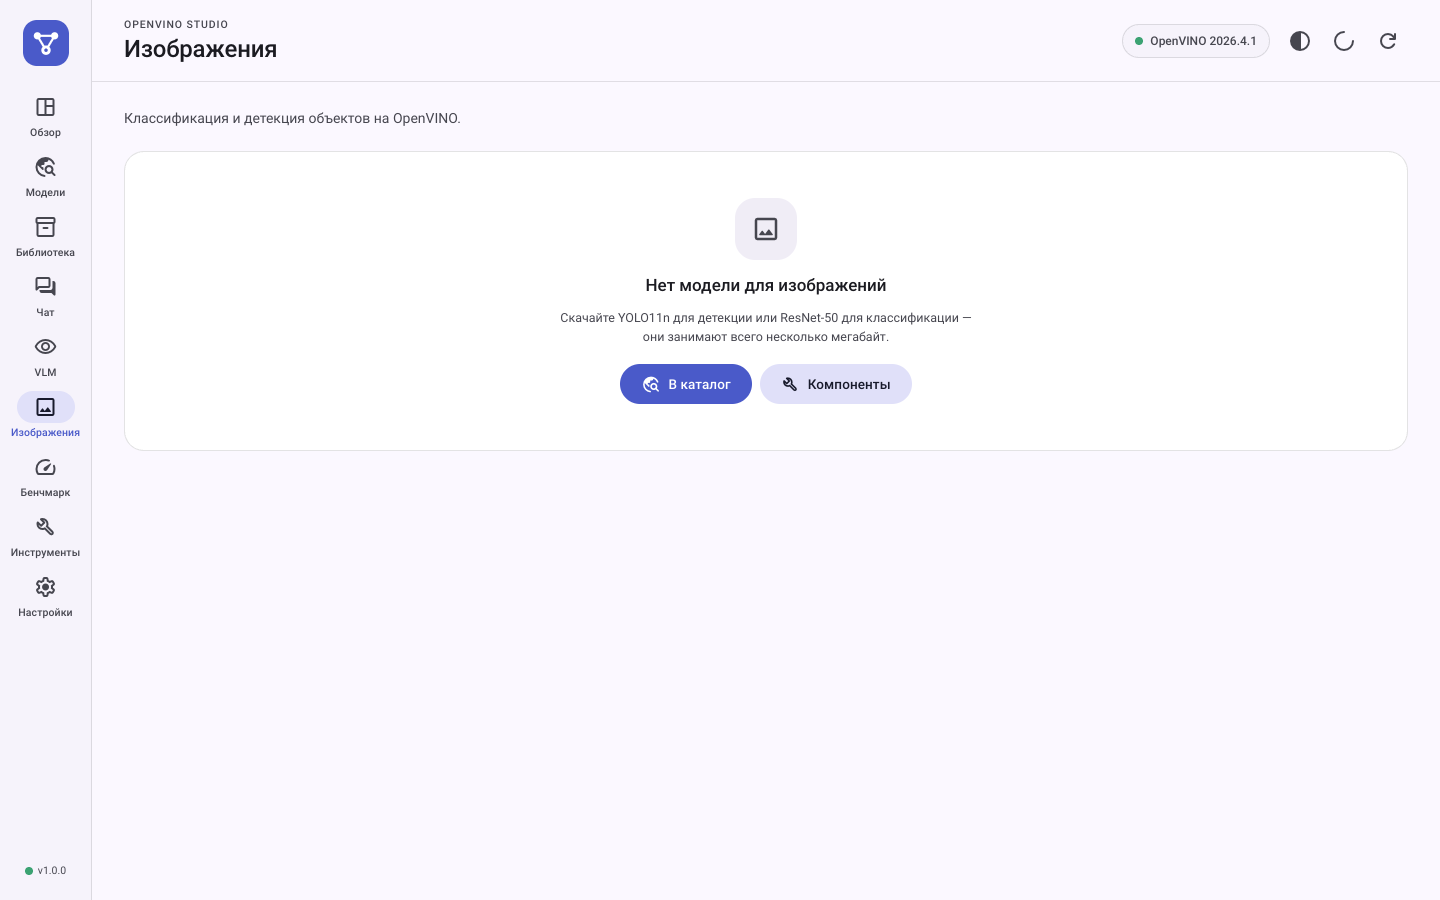 OPENVINO STUDIO
Изображения
OpenVINO 2026.4.1
Обзор
Модели
Библиотека
Чат
VLM
Изображения
Бенчмарк
Инструменты
Настройки
v1.0.0
Классификация и детекция объектов на OpenVINO.
Нет модели для изображений
Скачайте YOLO11n для детекции или ResNet-50 для классификации —
они занимают всего несколько мегабайт.
В каталог
Компоненты